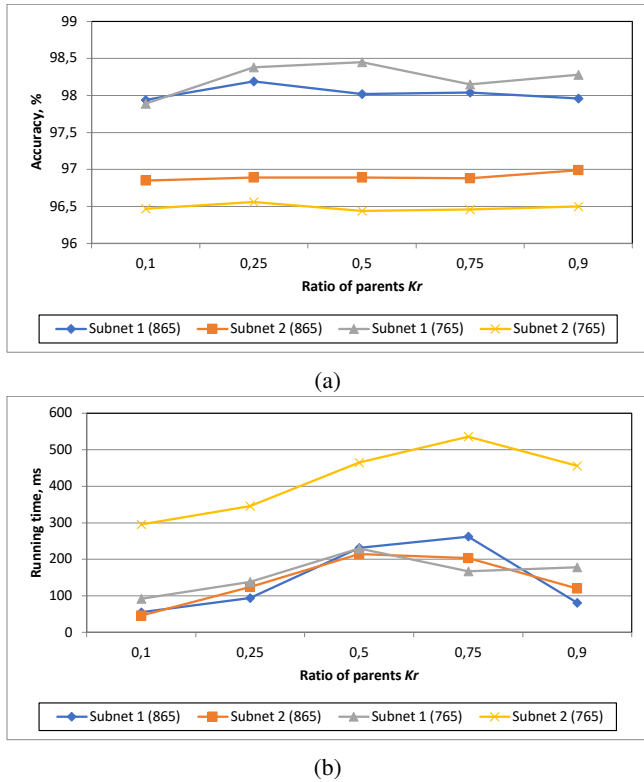 99
98,5
98
97,5
97
96,5
96
Accuracy, %
0,1 0,25 0,5 0,75 0,9
Ratio of parents Kr
Subnet 1 (865) Subnet 2 (865) Subnet 1 (765) Subnet 2 (765)
(a)
600
500
400
300
200
100
0
Running time, ms
0,1 0,25 0,5 0,75 0,9
Ratio of parents Kr
Subnet 1 (865) Subnet 2 (865) Subnet 1 (765) Subnet 2 (765)
(b)